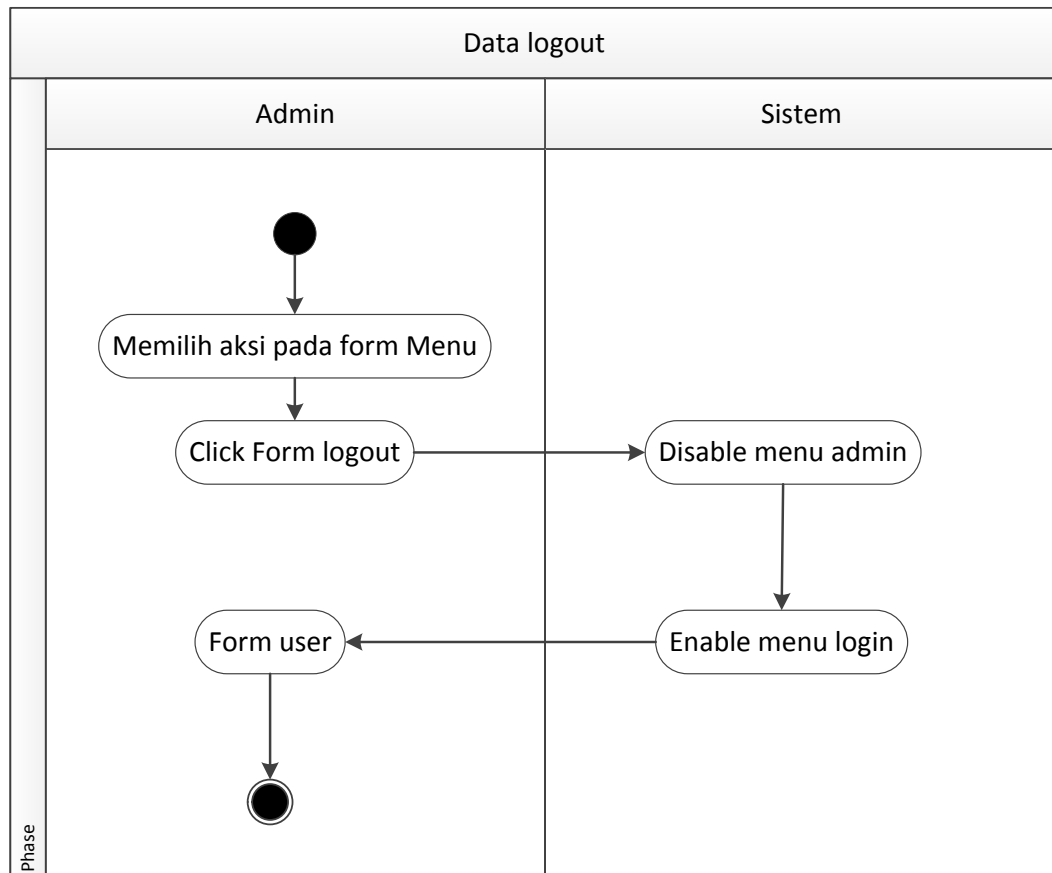 Data logout
Admin
Sistem
Memilih aksi pada form Menu
Click Form logout
Disable menu admin
Form user
Enable menu login
Phase